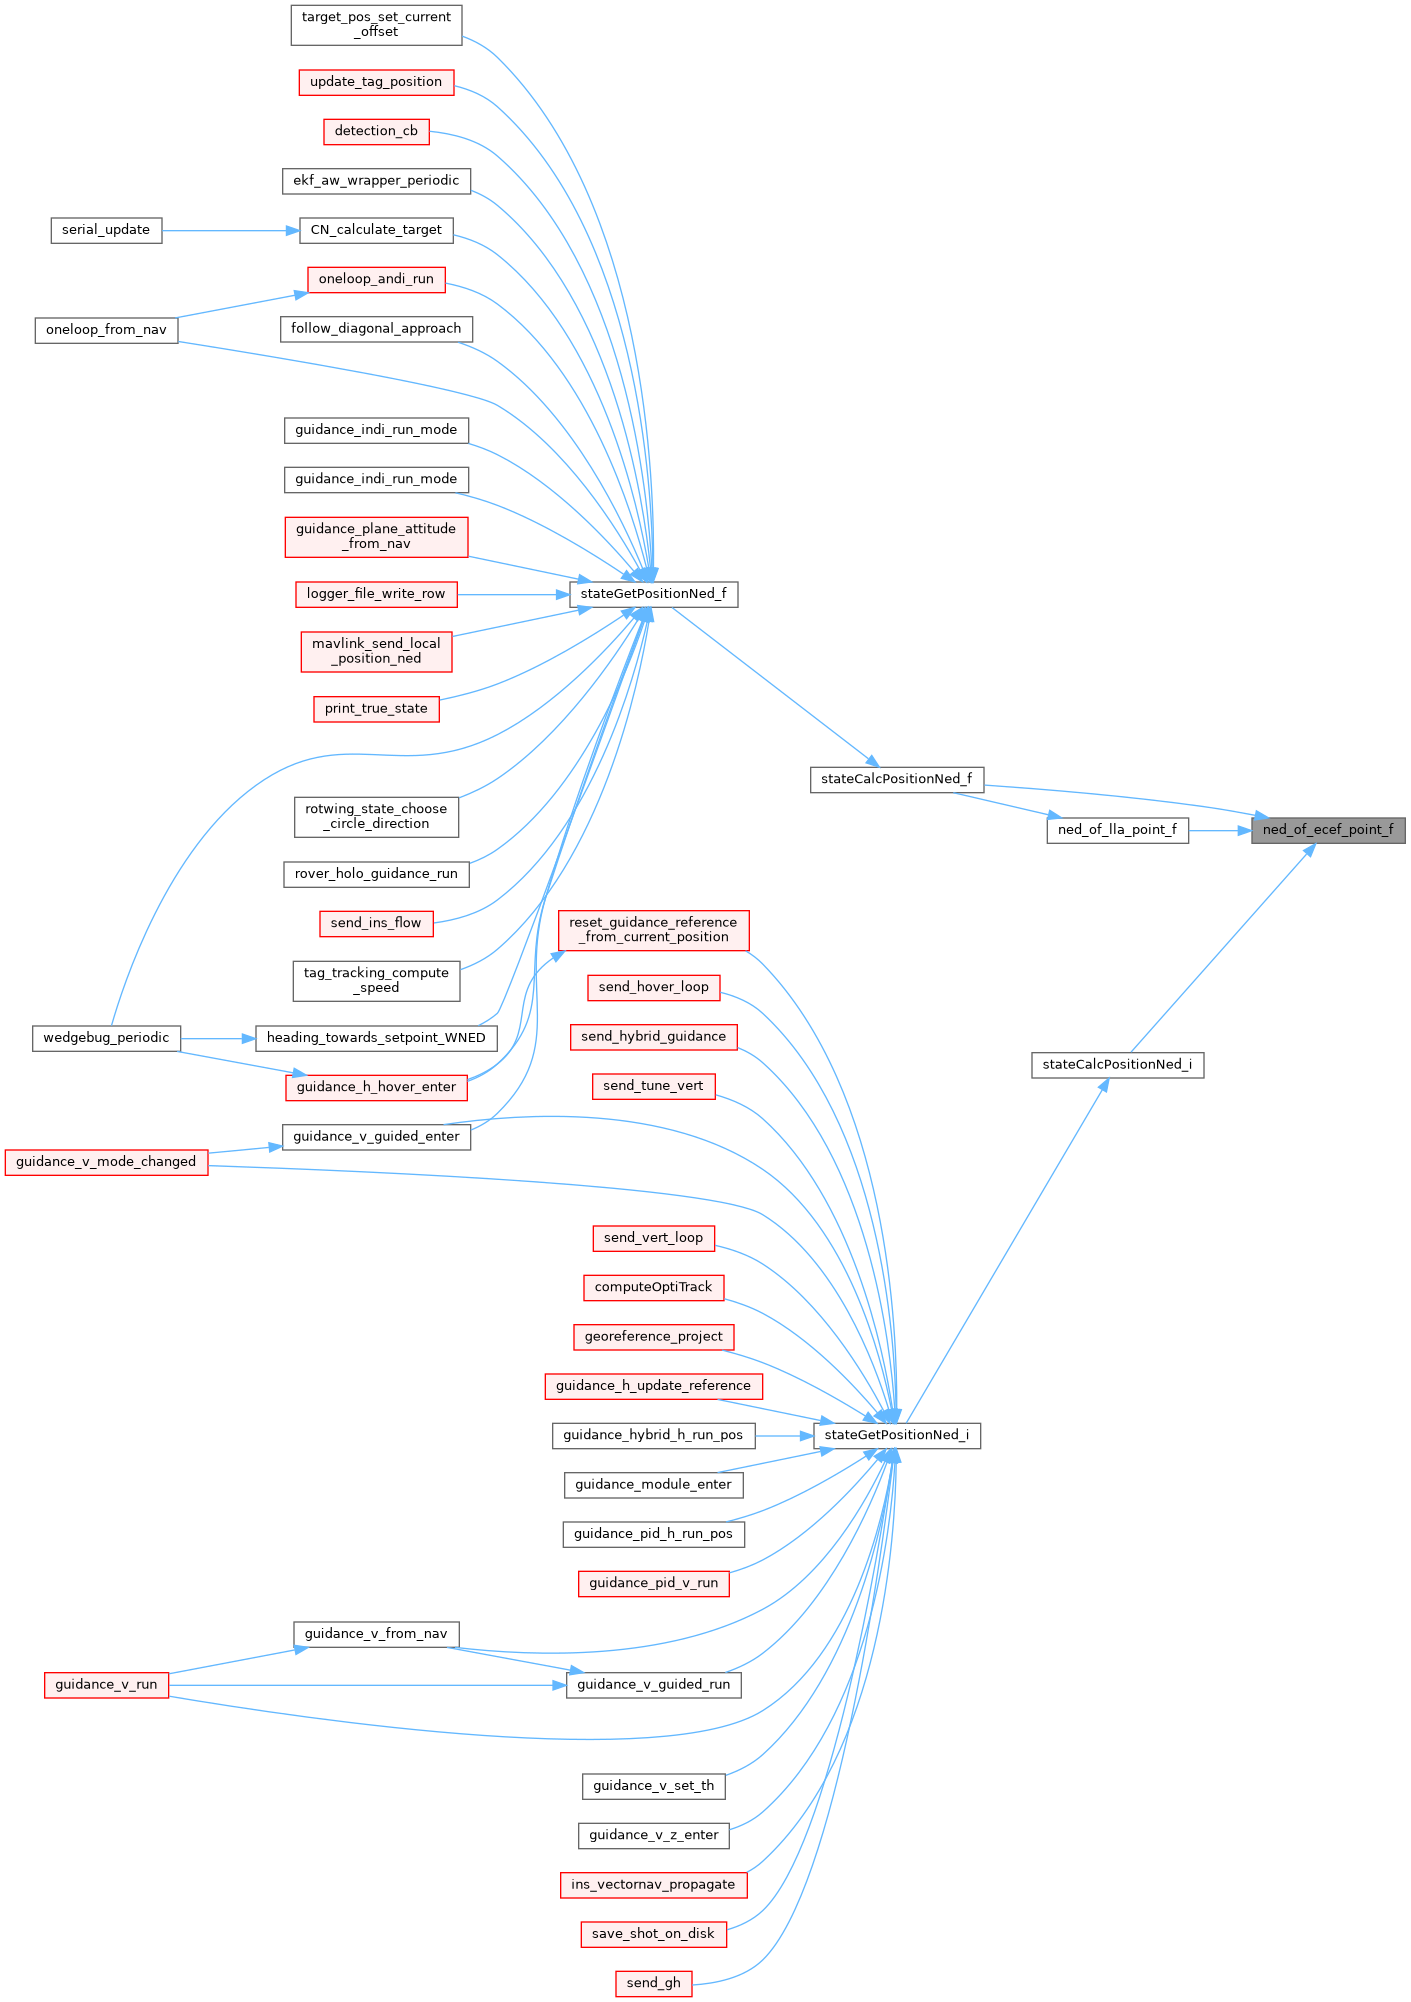 target_pos_set_current
_offset
update_tag_position
detection_cb
ekf_aw_wrapper_periodic
serial_update
CN_calculate_target
oneloop_andi_run
oneloop_from_nav
follow_diagonal_approach
guidance_indi_run_mode
guidance_indi_run_mode
guidance_plane_attitude
_from_nav
stateGetPositionNed_f
logger_file_write_row
mavlink_send_local
_position_ned
print_true_state
stateCalcPositionNed_f
rotwing_state_choose
_circle_direction
ned_of_lla_point_f
ned_of_ecef_point_f
rover_holo_guidance_run
send_ins_flow
reset_guidance_reference
_from_current_position
tag_tracking_compute
_speed
send_hover_loop
wedgebug_periodic
heading_towards_setpoint_WNED
send_hybrid_guidance
stateCalcPositionNed_i
guidance_h_hover_enter
send_tune_vert
guidance_v_guided_enter
guidance_v_mode_changed
send_vert_loop
computeOptiTrack
georeference_project
guidance_h_update_reference
guidance_hybrid_h_run_pos
stateGetPositionNed_i
guidance_module_enter
guidance_pid_h_run_pos
guidance_pid_v_run
guidance_v_from_nav
guidance_v_run
guidance_v_guided_run
guidance_v_set_th
guidance_v_z_enter
ins_vectornav_propagate
save_shot_on_disk
send_gh